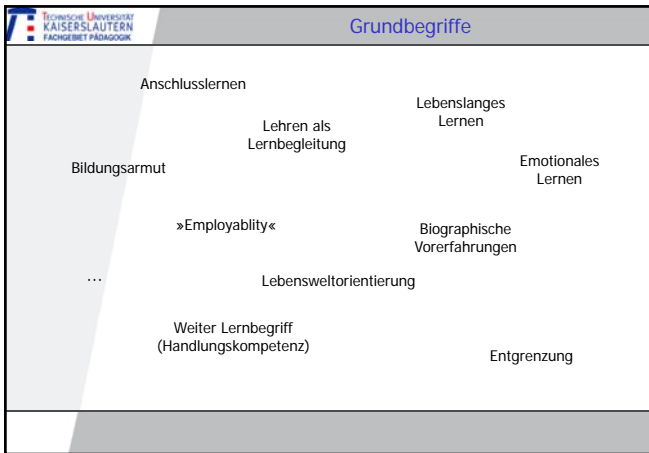 TECHNISCHE UNIVERSITÄT
KAISERSLAUTERN
FACHGEBIET PÄDAGOGIK
Grundbegriffe
Anschlusslernen
Lebenslanges
Lernen
Lehren als
Lernbegleitung
Bildungsarmut
Emotionales
Lernen
»Employablity«
Biographische
Vorerfahrungen
…
Lebensweltorientierung
Weiter Lernbegriff
(Handlungskompetenz)
Entgrenzung